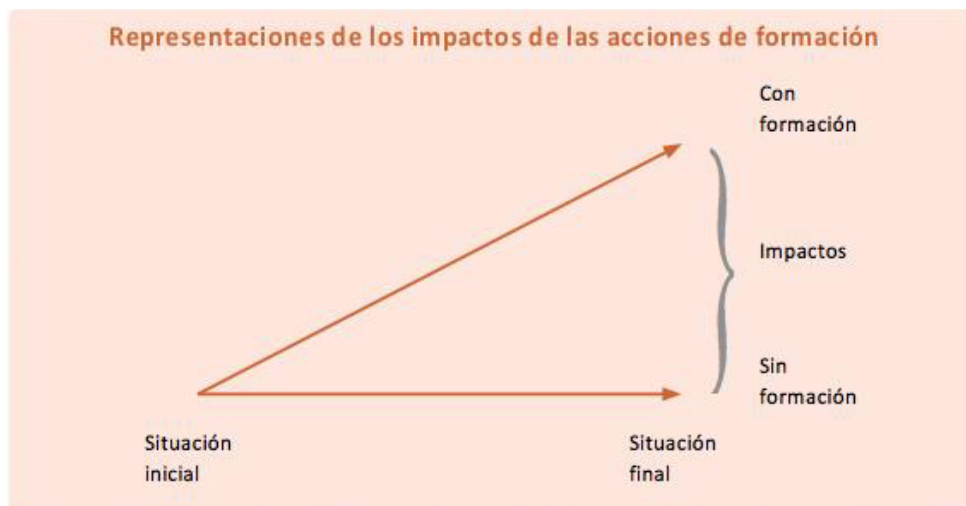 Representaciones de los impactos de las acciones de formación
Con
formación
Impactos
Sin
formación
Situación
inicial
Situación
final